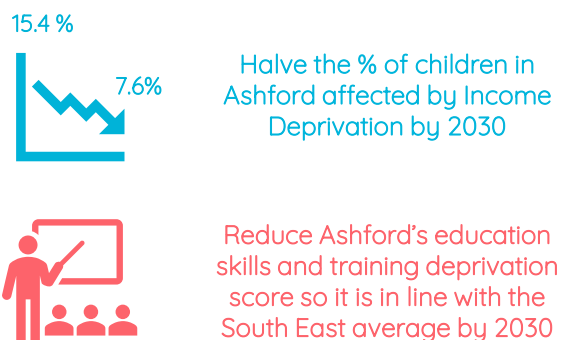 15.4 %
7.6%
Halve the % of children in
Ashford affected by Income
Deprivation by 2030
Reduce Ashford's education
skills and training deprivation
score so it is in line with the
South East average by 2030